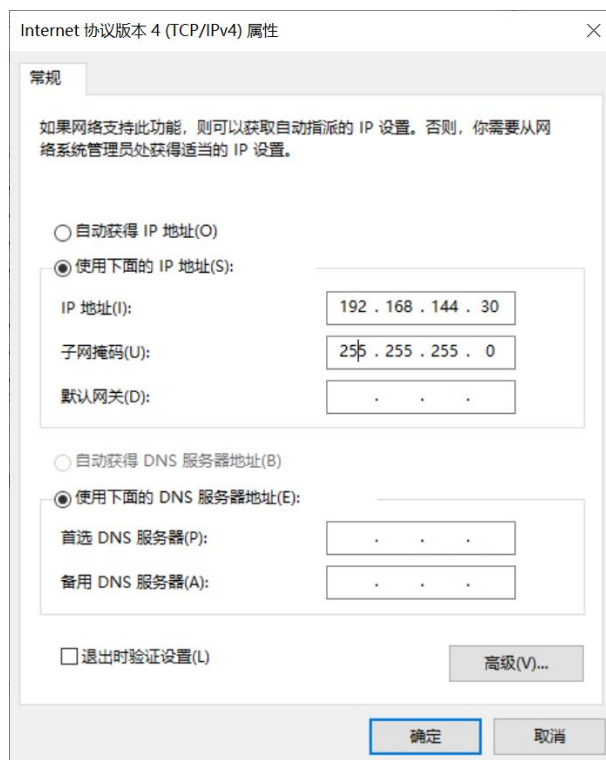 Internet 协议版本 4 (TCP/IPv4) 属性
常规
如果网络支持此功能，则可以获取自动指派的 IP 设置。否则，你需要从网
络系统管理员处获得适当的 IP 设置。
自动获得 IP 地址(O)
使用下面的 IP 地址(S):
IP 地址(I): 192 . 168 . 144 . 30
子网掩码(U): 255 . 255 . 255 . 0
默认网关(D): . . .
自动获得 DNS 服务器地址(B)
使用下面的 DNS 服务器地址(E):
首选 DNS 服务器(P): . . .
备用 DNS 服务器(A): . . .
退出时验证设置(L)
高级(V)...
确定 取消